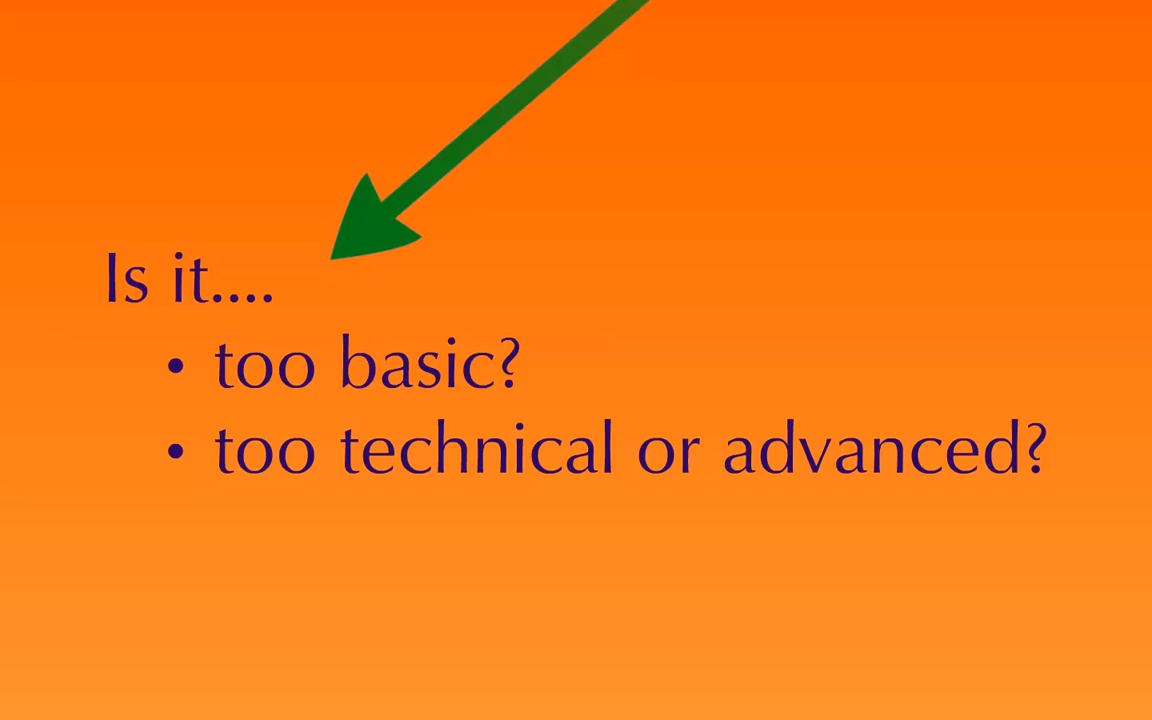 Is it....
• too basic?
• too technical or advanced?